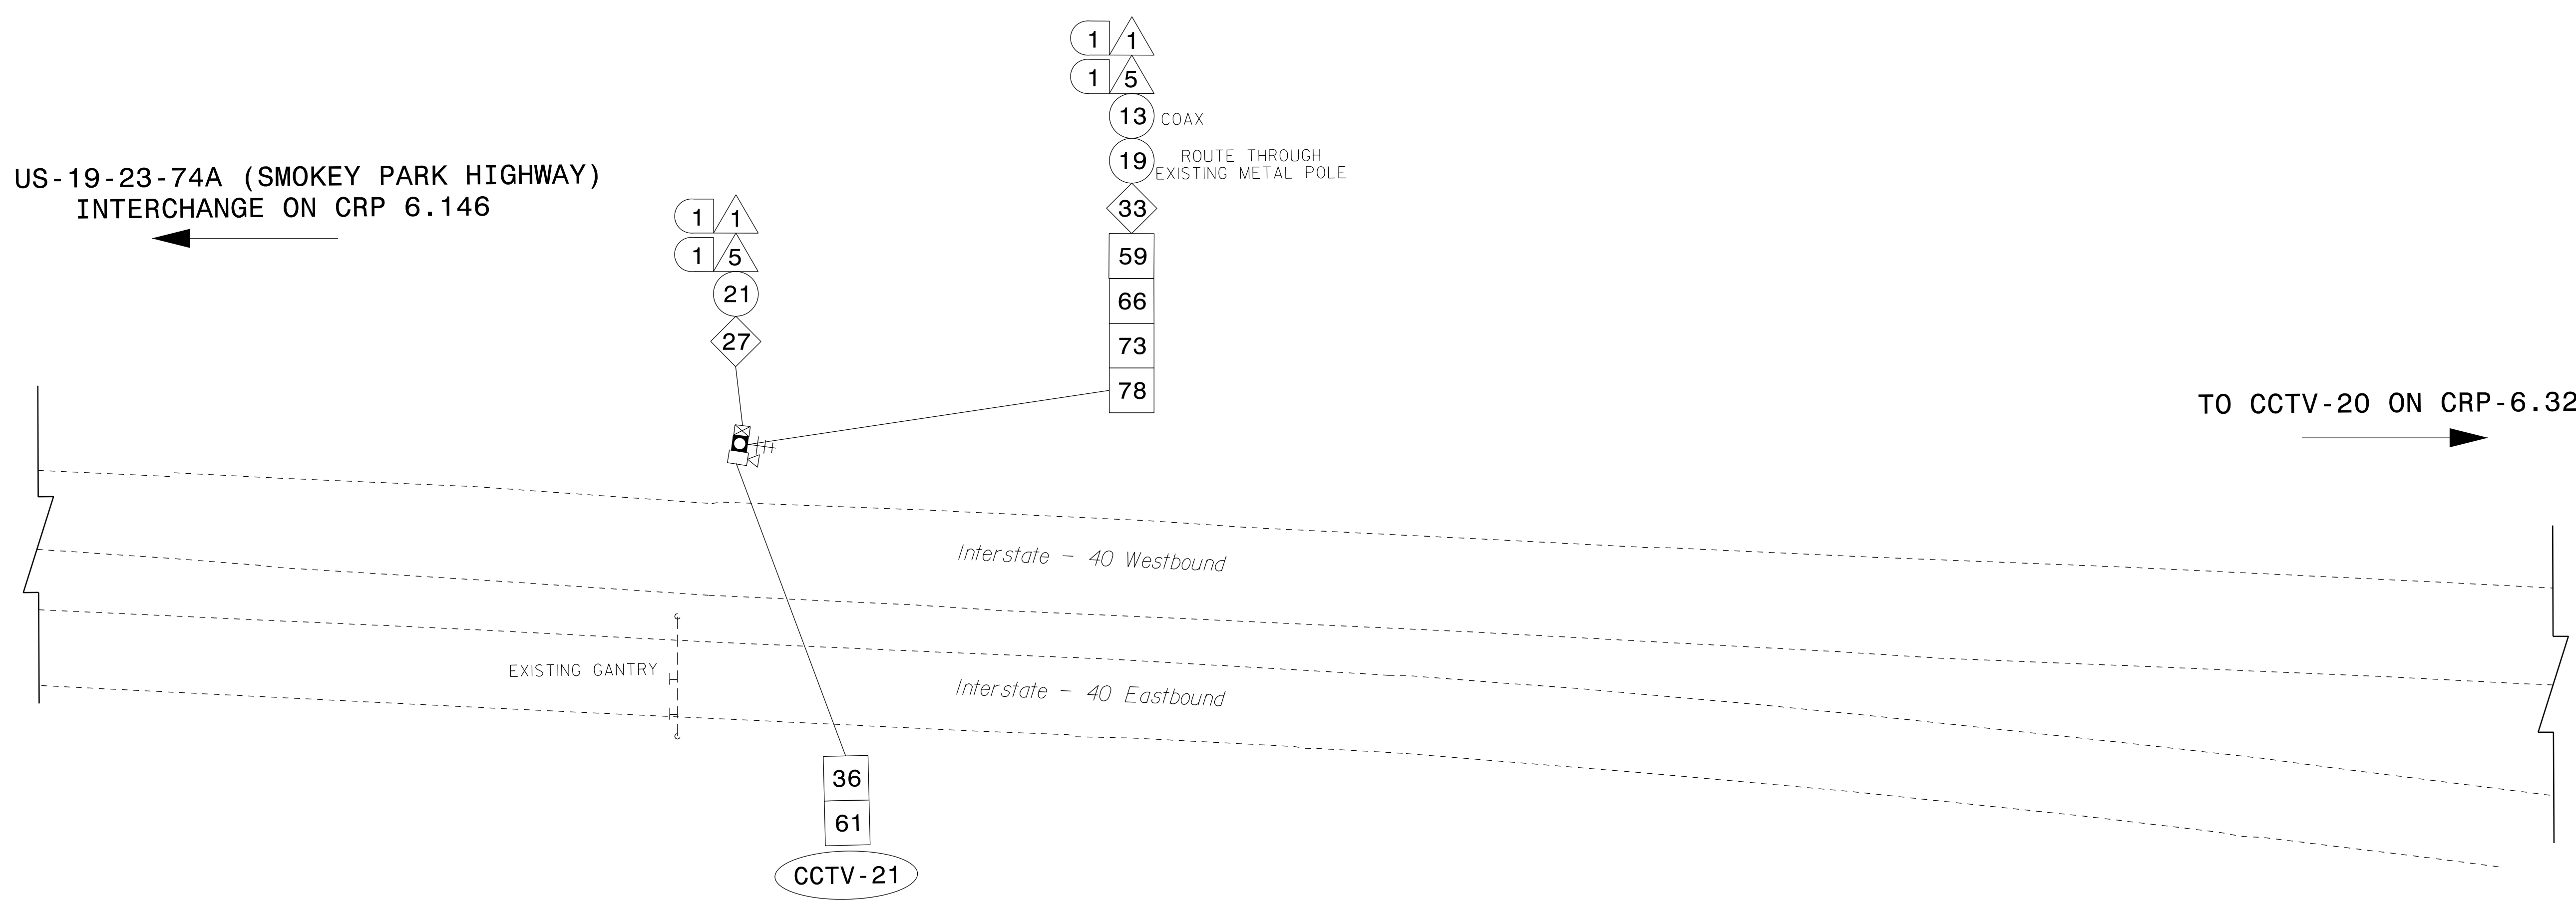 1 1
1 5
13 COAX
19 ROUTE THROUGH
EXISTING METAL POLE
33
59
66
73
78
US-19-23-74A (SMOKEY PARK HIGHWAY)
INTERCHANGE ON CRP 6.146
1 1
1 5
21
27
TO CCTV-20 ON CRP-6.32
Interstate - 40 Westbound
EXISTING GANTRY
Interstate - 40 Eastbound
36
61
CCTV-21